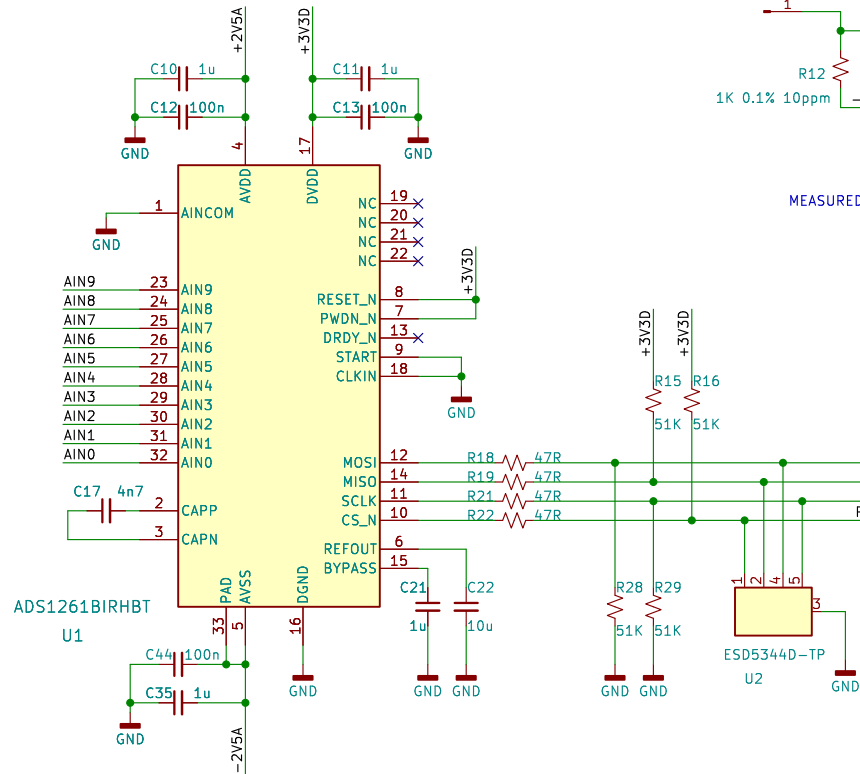 +2V5A
+3V3D
1
C10 1u
C11 1u
C12 100n
C13 100n
R12
1K 0.1% 10ppm
GND
GND
4
17
AVDD
DVDD
1
AINCOM
GND
NC 19
NC 20
NC 21
NC 22
MEASURED
+3V3D
AIN9 23 AIN9
AIN8 24 AIN8
AIN7 25 AIN7
AIN6 26 AIN6
AIN5 27 AIN5
AIN4 28 AIN4
AIN3 29 AIN3
AIN2 30 AIN2
AIN1 31 AIN1
AIN0 32 AIN0
RESET_N 8
PWDN_N 7
DRDY_N 13
START 9
CLKIN 18
GND
+3V3D
+3V3D
R15
R16
51K
51K
MOSI 12 R18 47R
MISO 14 R19 47R
SCLK 11 R21 47R
CS_N 10 R22 47R
C17 4n7
2 CAPP
3 CAPN
REFOUT 6
BYPASS 15
C21
1u
C22
10u
GND
GND
R28
51K
R29
51K
GND
GND
1
2
4
5
3
ESD5344D-TP
U2
GND
PAD
AVSS
DGND
33
5
16
GND
ADS1261BIRHBT
U1
C44 100n
C35 1u
GND
-2V5A